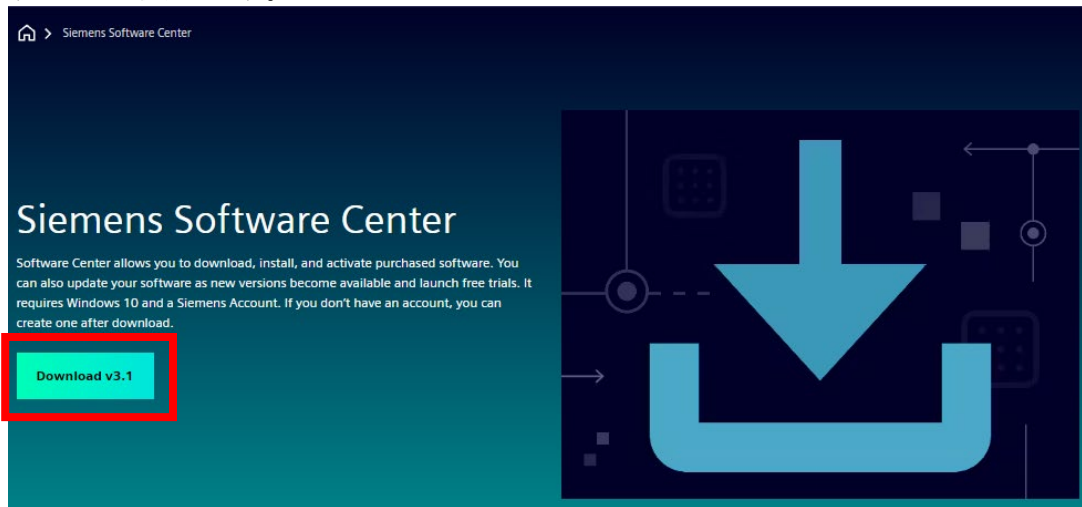 Siemens Software Center
Siemens Software Center
Software Center allows you to download, install, and activate purchased software. You
can also update your software as new versions become available and launch free trials. It
requires Windows 10 and a Siemens Account. If you don't have an account, you can
create one after download.
Download v3.1